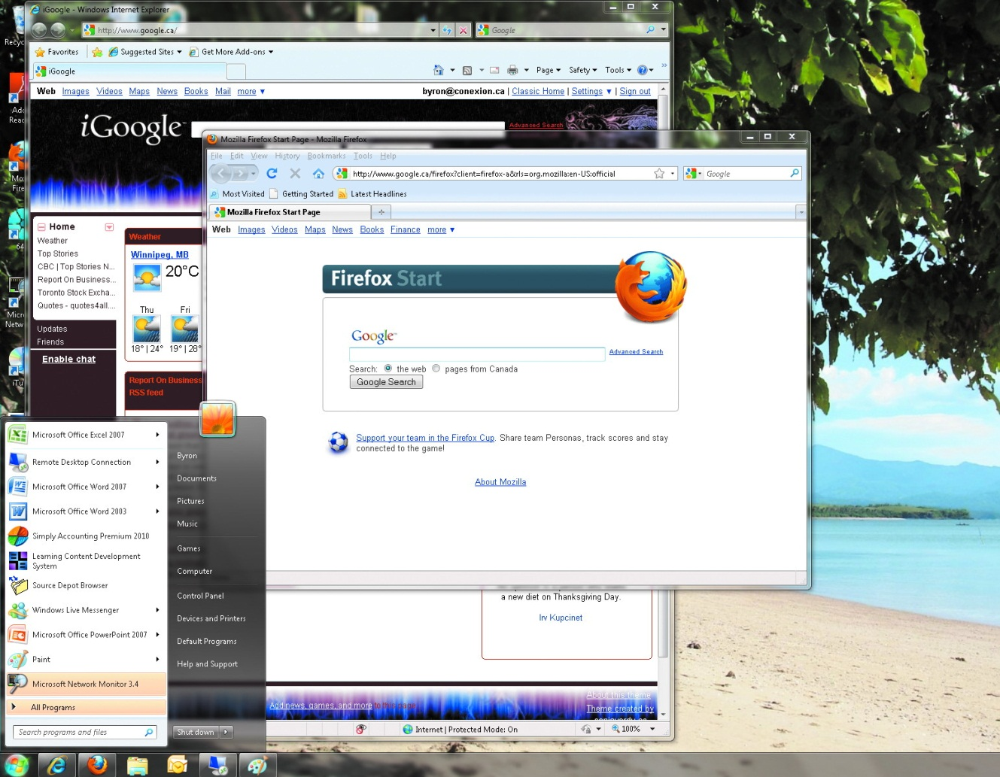 iGoogle - Windows Internet Explorer
http://www.google.ca/
Google
Favorites
Suggested Sites
Get More Add-ons
iGoogle
Page
Safety
Tools
Web Images Videos Maps News Books Mail more ▼
byron@conexion.ca | Classic Home | Settings ▼ | Sign out
iGoogle™
Advanced Search
Home
Weather
Top Stories
CBC | Top Stories N...
Report On Business...
Toronto Stock Excha...
Quotes - quotes4all....
Updates
Friends
Enable chat
Weather
Winnipeg, MB
20°C
Thu Fri
18° | 24° 19° | 28°
Report On Business
RSS feed
Mozilla Firefox Start Page - Mozilla Firefox
File Edit View History Bookmarks Tools Help
http://www.google.ca/firefox?client=firefox-a&rls=org.mozilla:en-US:official
Google
Most Visited Getting Started Latest Headlines
Mozilla Firefox Start Page
Web Images Videos Maps News Books Finance more ▼
Firefox Start
Google™
Advanced Search
Search: the web pages from Canada
Google Search
Support your team in the Firefox Cup. Share team Personas, track scores and stay
connected to the game!
About Mozilla
a new diet on Thanksgiving Day.
Irv Kupcinet
Add news, games, and more to this page
About this theme
Theme created by
Internet | Protected Mode: On
100%
Microsoft Office Excel 2007
Remote Desktop Connection
Microsoft Office Word 2007
Microsoft Office Word 2003
Simply Accounting Premium 2010
Learning Content Development
System
Source Depot Browser
Windows Live Messenger
Microsoft Office PowerPoint 2007
Paint
Microsoft Network Monitor 3.4
All Programs
Search programs and files
Byron
Documents
Pictures
Music
Games
Computer
Control Panel
Devices and Printers
Default Programs
Help and Support
Shut down